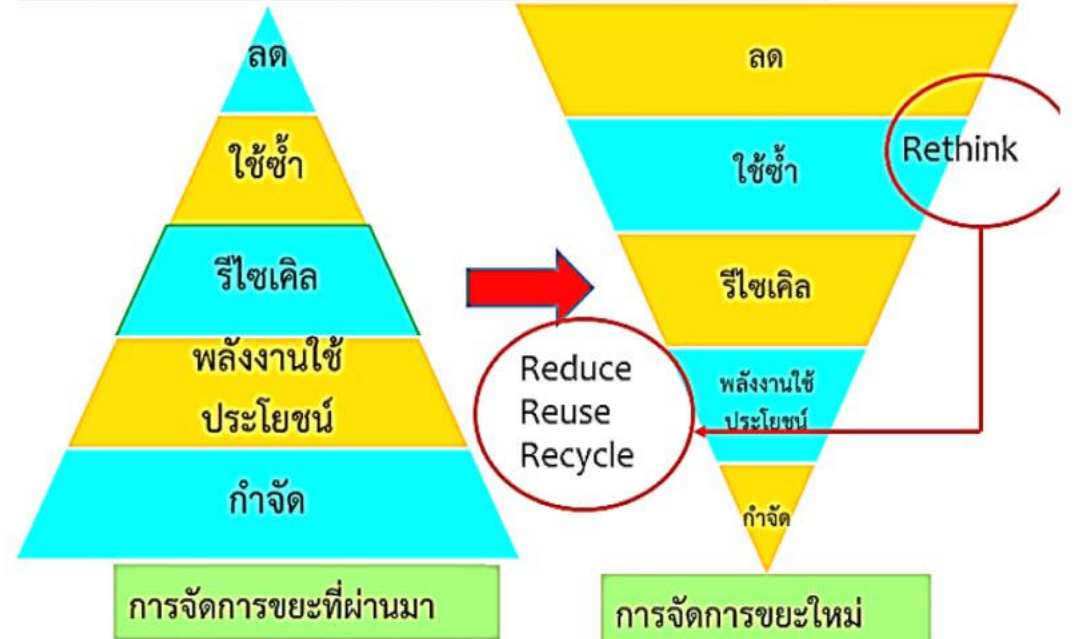 ลด
ใช้ซ้ำ
รีไซเคิล
พลังงานใช้
ประโยชน์
กำจัด
การจัดการขยะที่ผ่านมา
ลด
ใช้ซ้ำ
รีไซเคิล
พลังงานใช้
ประโยชน์
กำจัด
การจัดการขยะใหม่
Rethink
Reduce
Reuse
Recycle